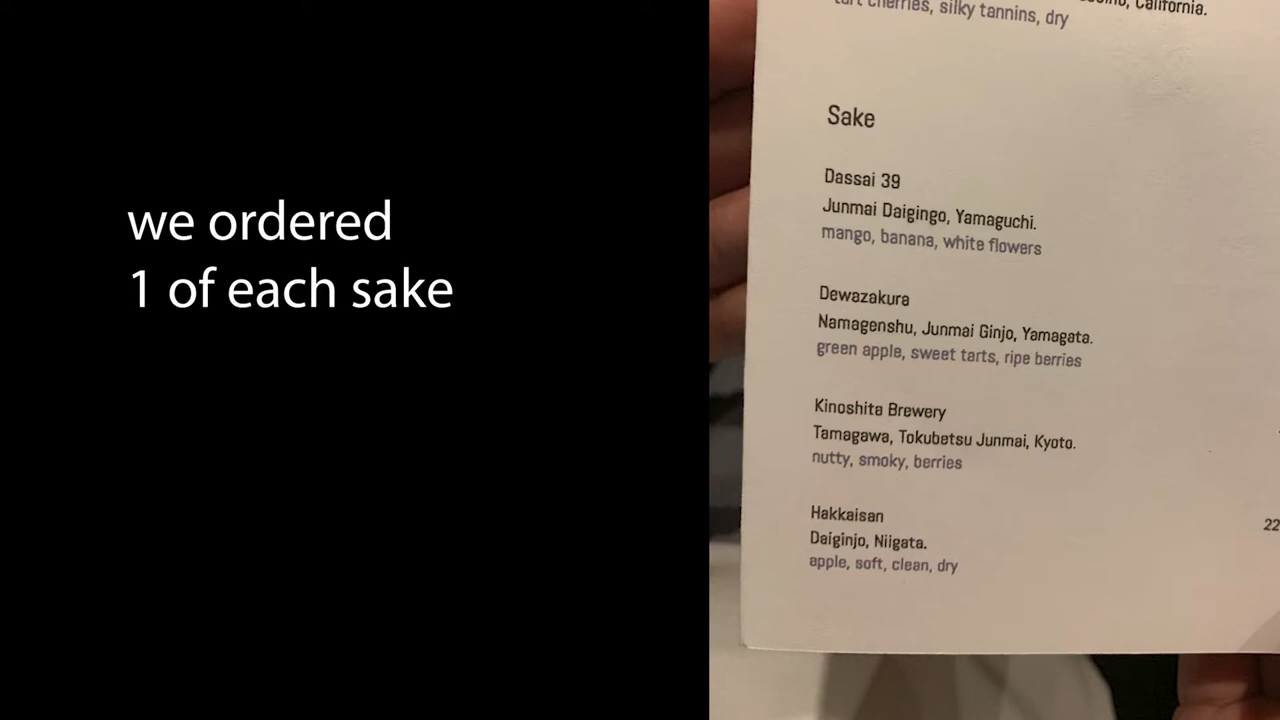 we ordered
1 of each sake
tart cherries, silky tannins, dry
California.
Sake
Dassai 39
Junmai Daigingo, Yamaguchi.
mango, banana, white flowers
Dewazakura
Namagenshu, Junmai Ginjo, Yamagata.
green apple, sweet tarts, ripe berries
Kinoshita Brewery
Tamagawa, Tokubetsu Junmai, Kyoto.
nutty, smoky, berries
Hakkaisan
Daiginjo, Niigata.
22
apple, soft, clean, dry